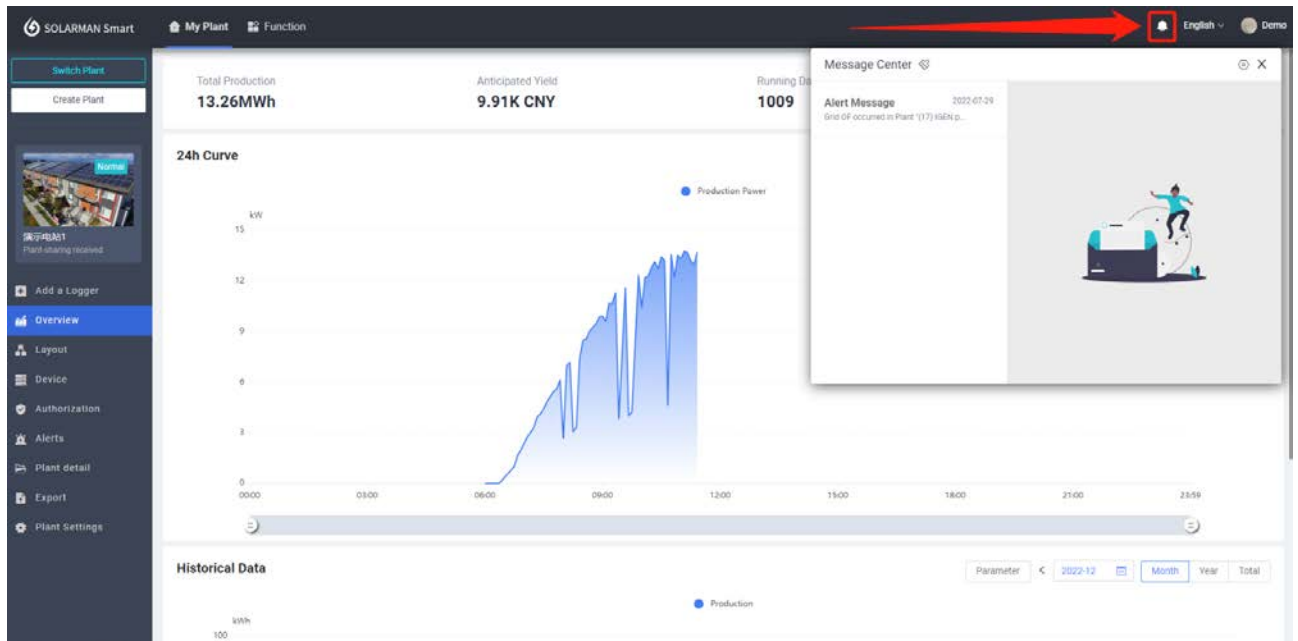 SOLARMAN Smart
My Plant
Function
English
Demo
Switch Plant
Create Plant
Normal
演示电站1
Plant-sharing received
Add a Logger
Overview
Layout
Device
Authorization
Alerts
Plant detail
Export
Plant Settings
Total Production
13.26MWh
Anticipated Yield
9.91K CNY
Running Da
1009
Message Center
Alert Message
2022-07-29
Grid OF occurred in Plant '(17) IGEN p...
24h Curve
Production Power
kW
15
12
9
6
3
0
00:00
03:00
06:00
09:00
12:00
15:00
18:00
21:00
23:59
Historical Data
Parameter
<
2022-12
Month
Year
Total
Production
kWh
100